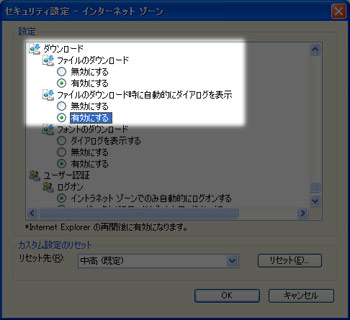 セキュリティ設定 - インターネット ゾーン
設定
ダウンロード
ファイルのダウンロード
無効にする
有効にする
ファイルのダウンロード時に自動的にダイアログを表示
無効にする
有効にする
フォントのダウンロード
ダイアログを表示する
無効にする
有効にする
ユーザー認証
ログオン
イントラネット ゾーンでのみ自動的にログオンする
*Internet Explorer の再開後に有効になります。
カスタム設定のリセット
リセット先(R):
中高 (既定)
リセット(E)...
OK
キャンセル